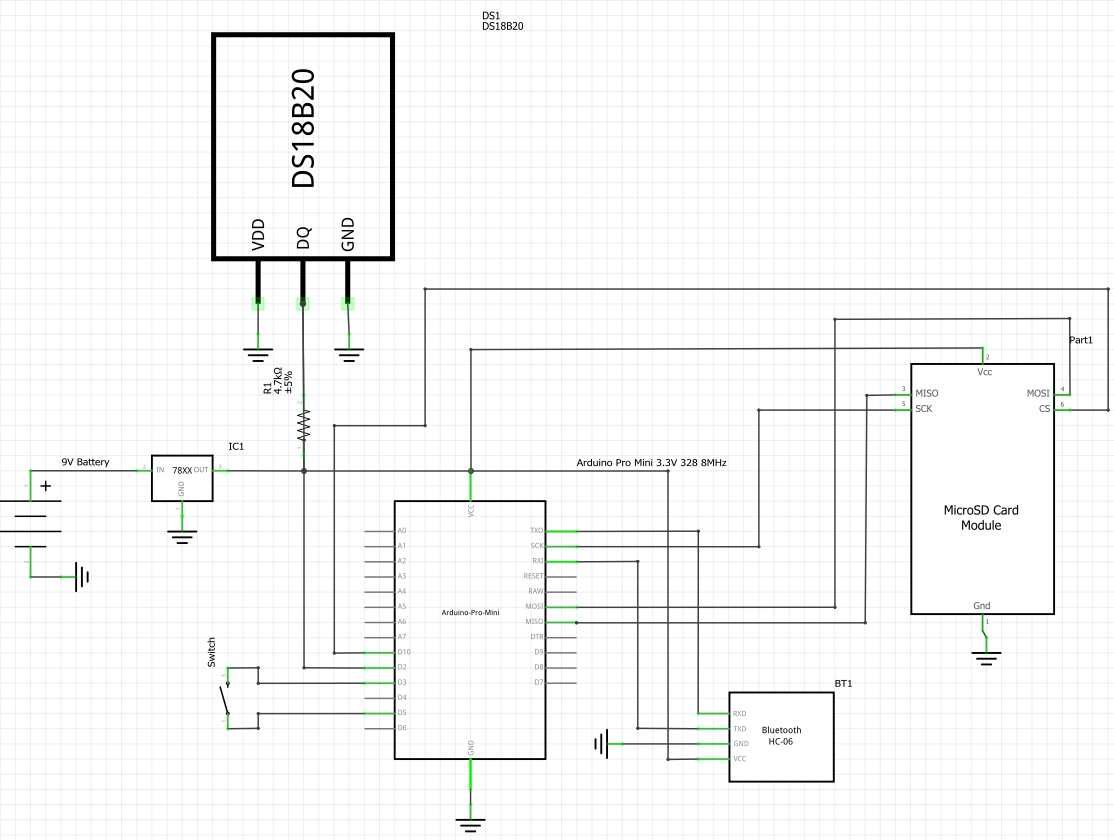 DS1
DS18B20
DS18B20
VDD
DQ
GND
R1
4.7kΩ
±5%
Part1
2
Vcc
3
MISO
MOSI
4
5
SCK
CS
6
MicroSD Card
Module
Gnd
1
9V Battery
IC1
IN
78XX
OUT
GND
+
Arduino Pro Mini 3.3V 328 8MHz
VCC
A0
TXO
A1
SCK
A2
RXI
A3
RESET
A4
RAW
A5
MOSI
A6
MISO
A7
DTR
D10
D9
D2
D8
D3
D7
D4
D5
D6
Arduino-Pro-Mini
GND
Switch
BT1
RXD
TXD
GND
VCC
Bluetooth
HC-06